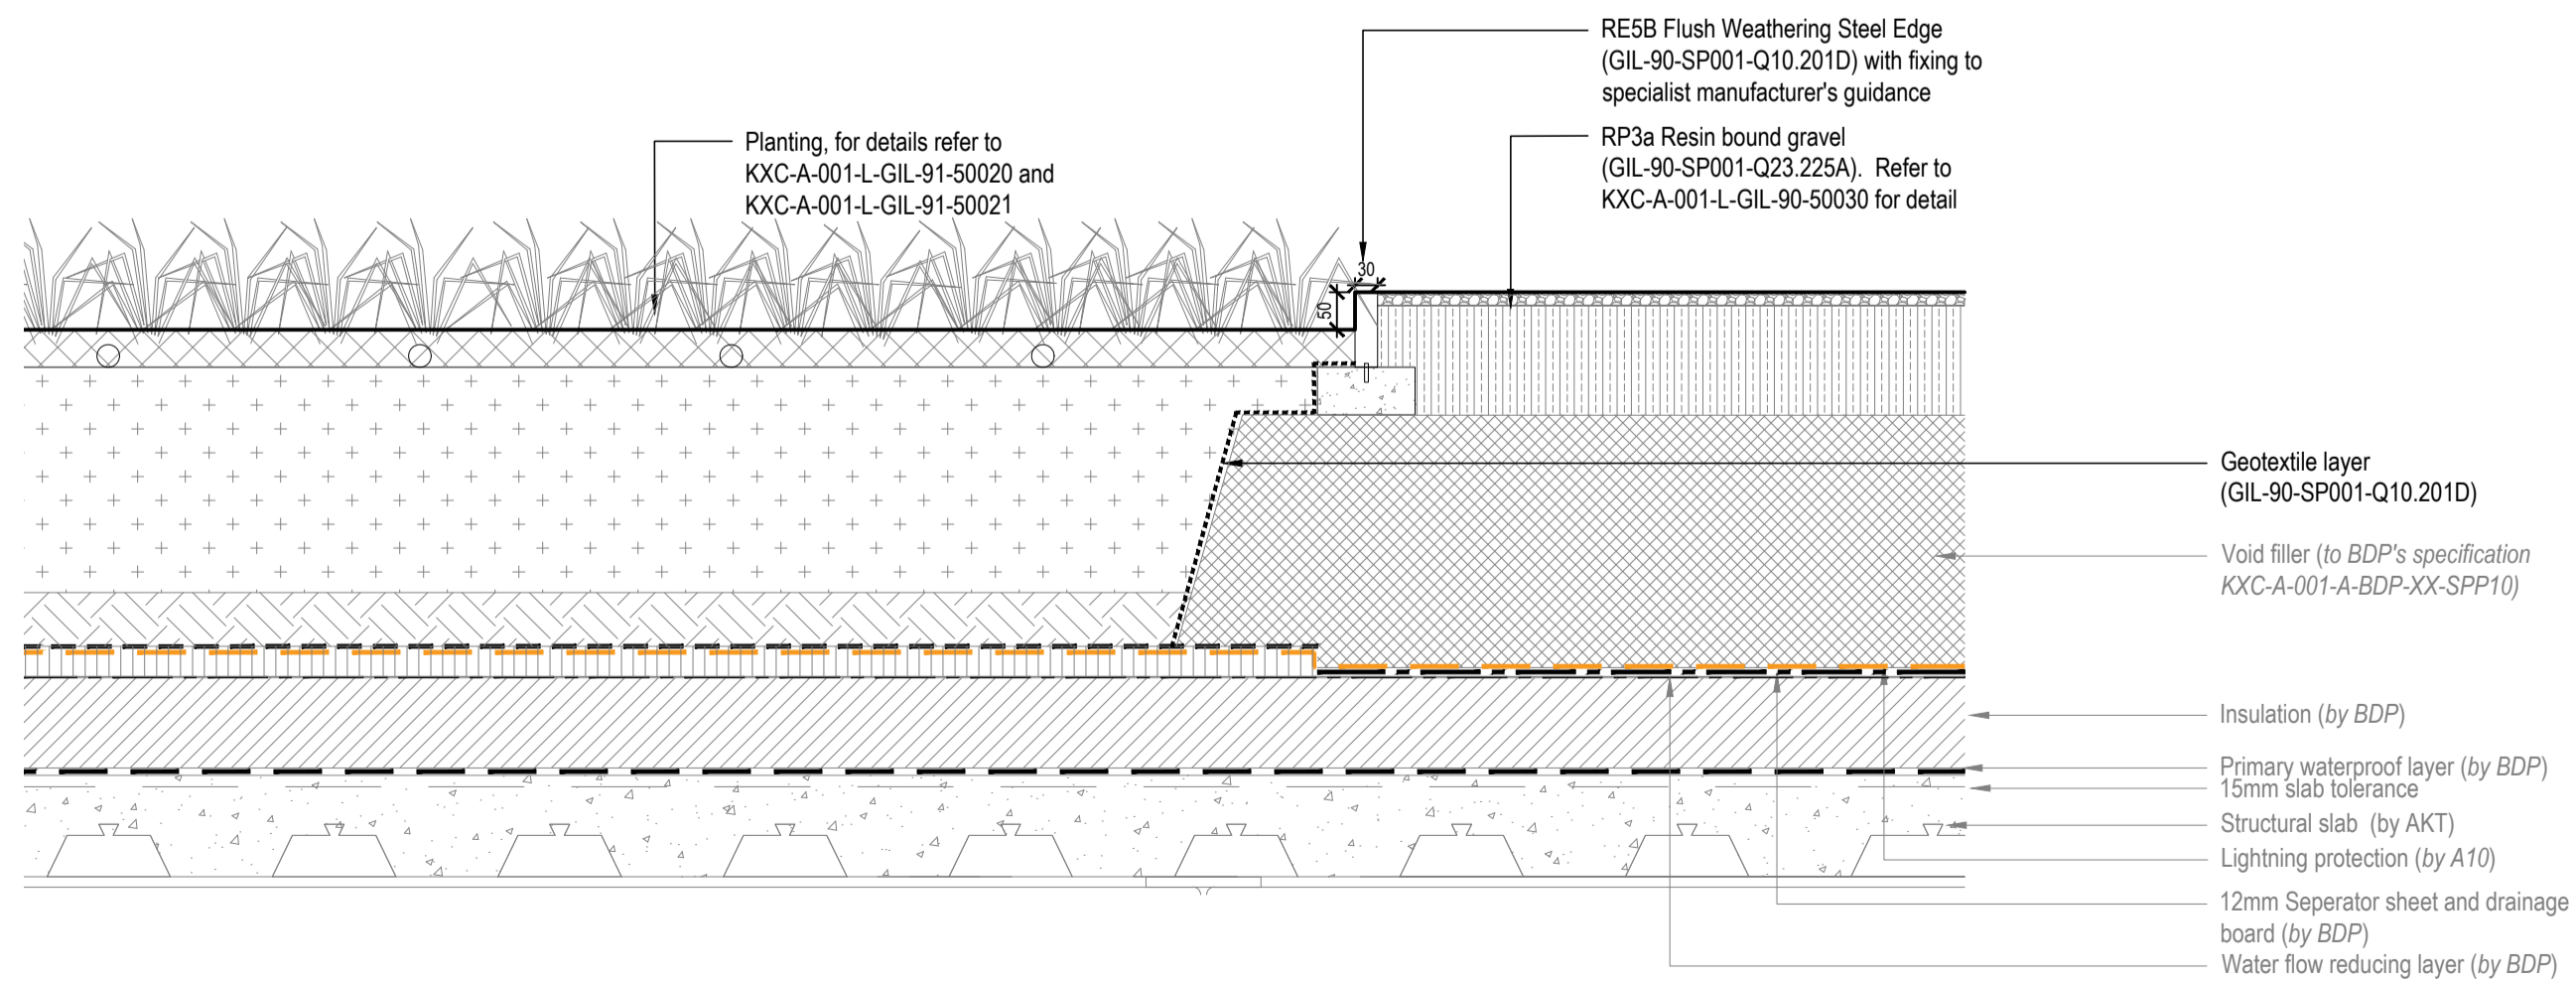 RE5B Flush Weathering Steel Edge
(GIL-90-SP001-Q10.201D) with fixing to
specialist manufacturer's guidance
Planting, for details refer to
KXC-A-001-L-GIL-91-50020 and
KXC-A-001-L-GIL-91-50021
RP3a Resin bound gravel
(GIL-90-SP001-Q23.225A). Refer to
KXC-A-001-L-GIL-90-50030 for detail
30
50
Geotextile layer
(GIL-90-SP001-Q10.201D)
Void filler (to BDP's specification
KXC-A-001-A-BDP-XX-SPP10)
Insulation (by BDP)
Primary waterproof layer (by BDP)
15mm slab tolerance
Structural slab (by AKT)
Lightning protection (by A10)
12mm Seperator sheet and drainage
board (by BDP)
Water flow reducing layer (by BDP)